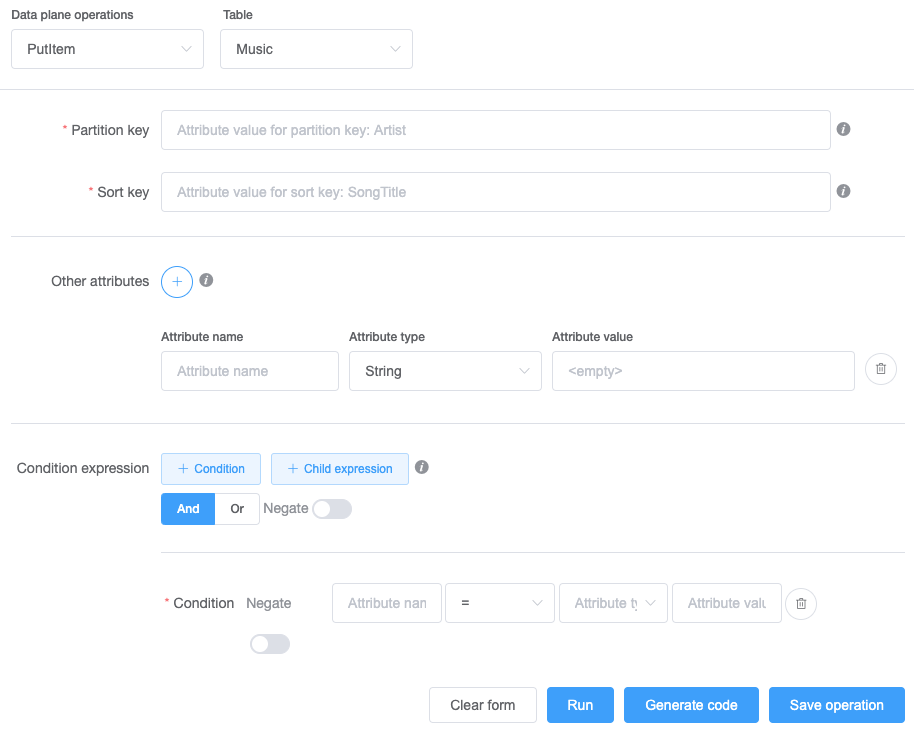 Data plane operations Table
PutItem Music
* Partition key Attribute value for partition key: Artist i
* Sort key Attribute value for sort key: SongTitle i
Other attributes + i
Attribute name Attribute type Attribute value
Attribute name String <empty>
Condition expression + Condition + Child expression i
And Or Negate
* Condition Negate Attribute nam = Attribute ty Attribute valu
Clear form Run Generate code Save operation